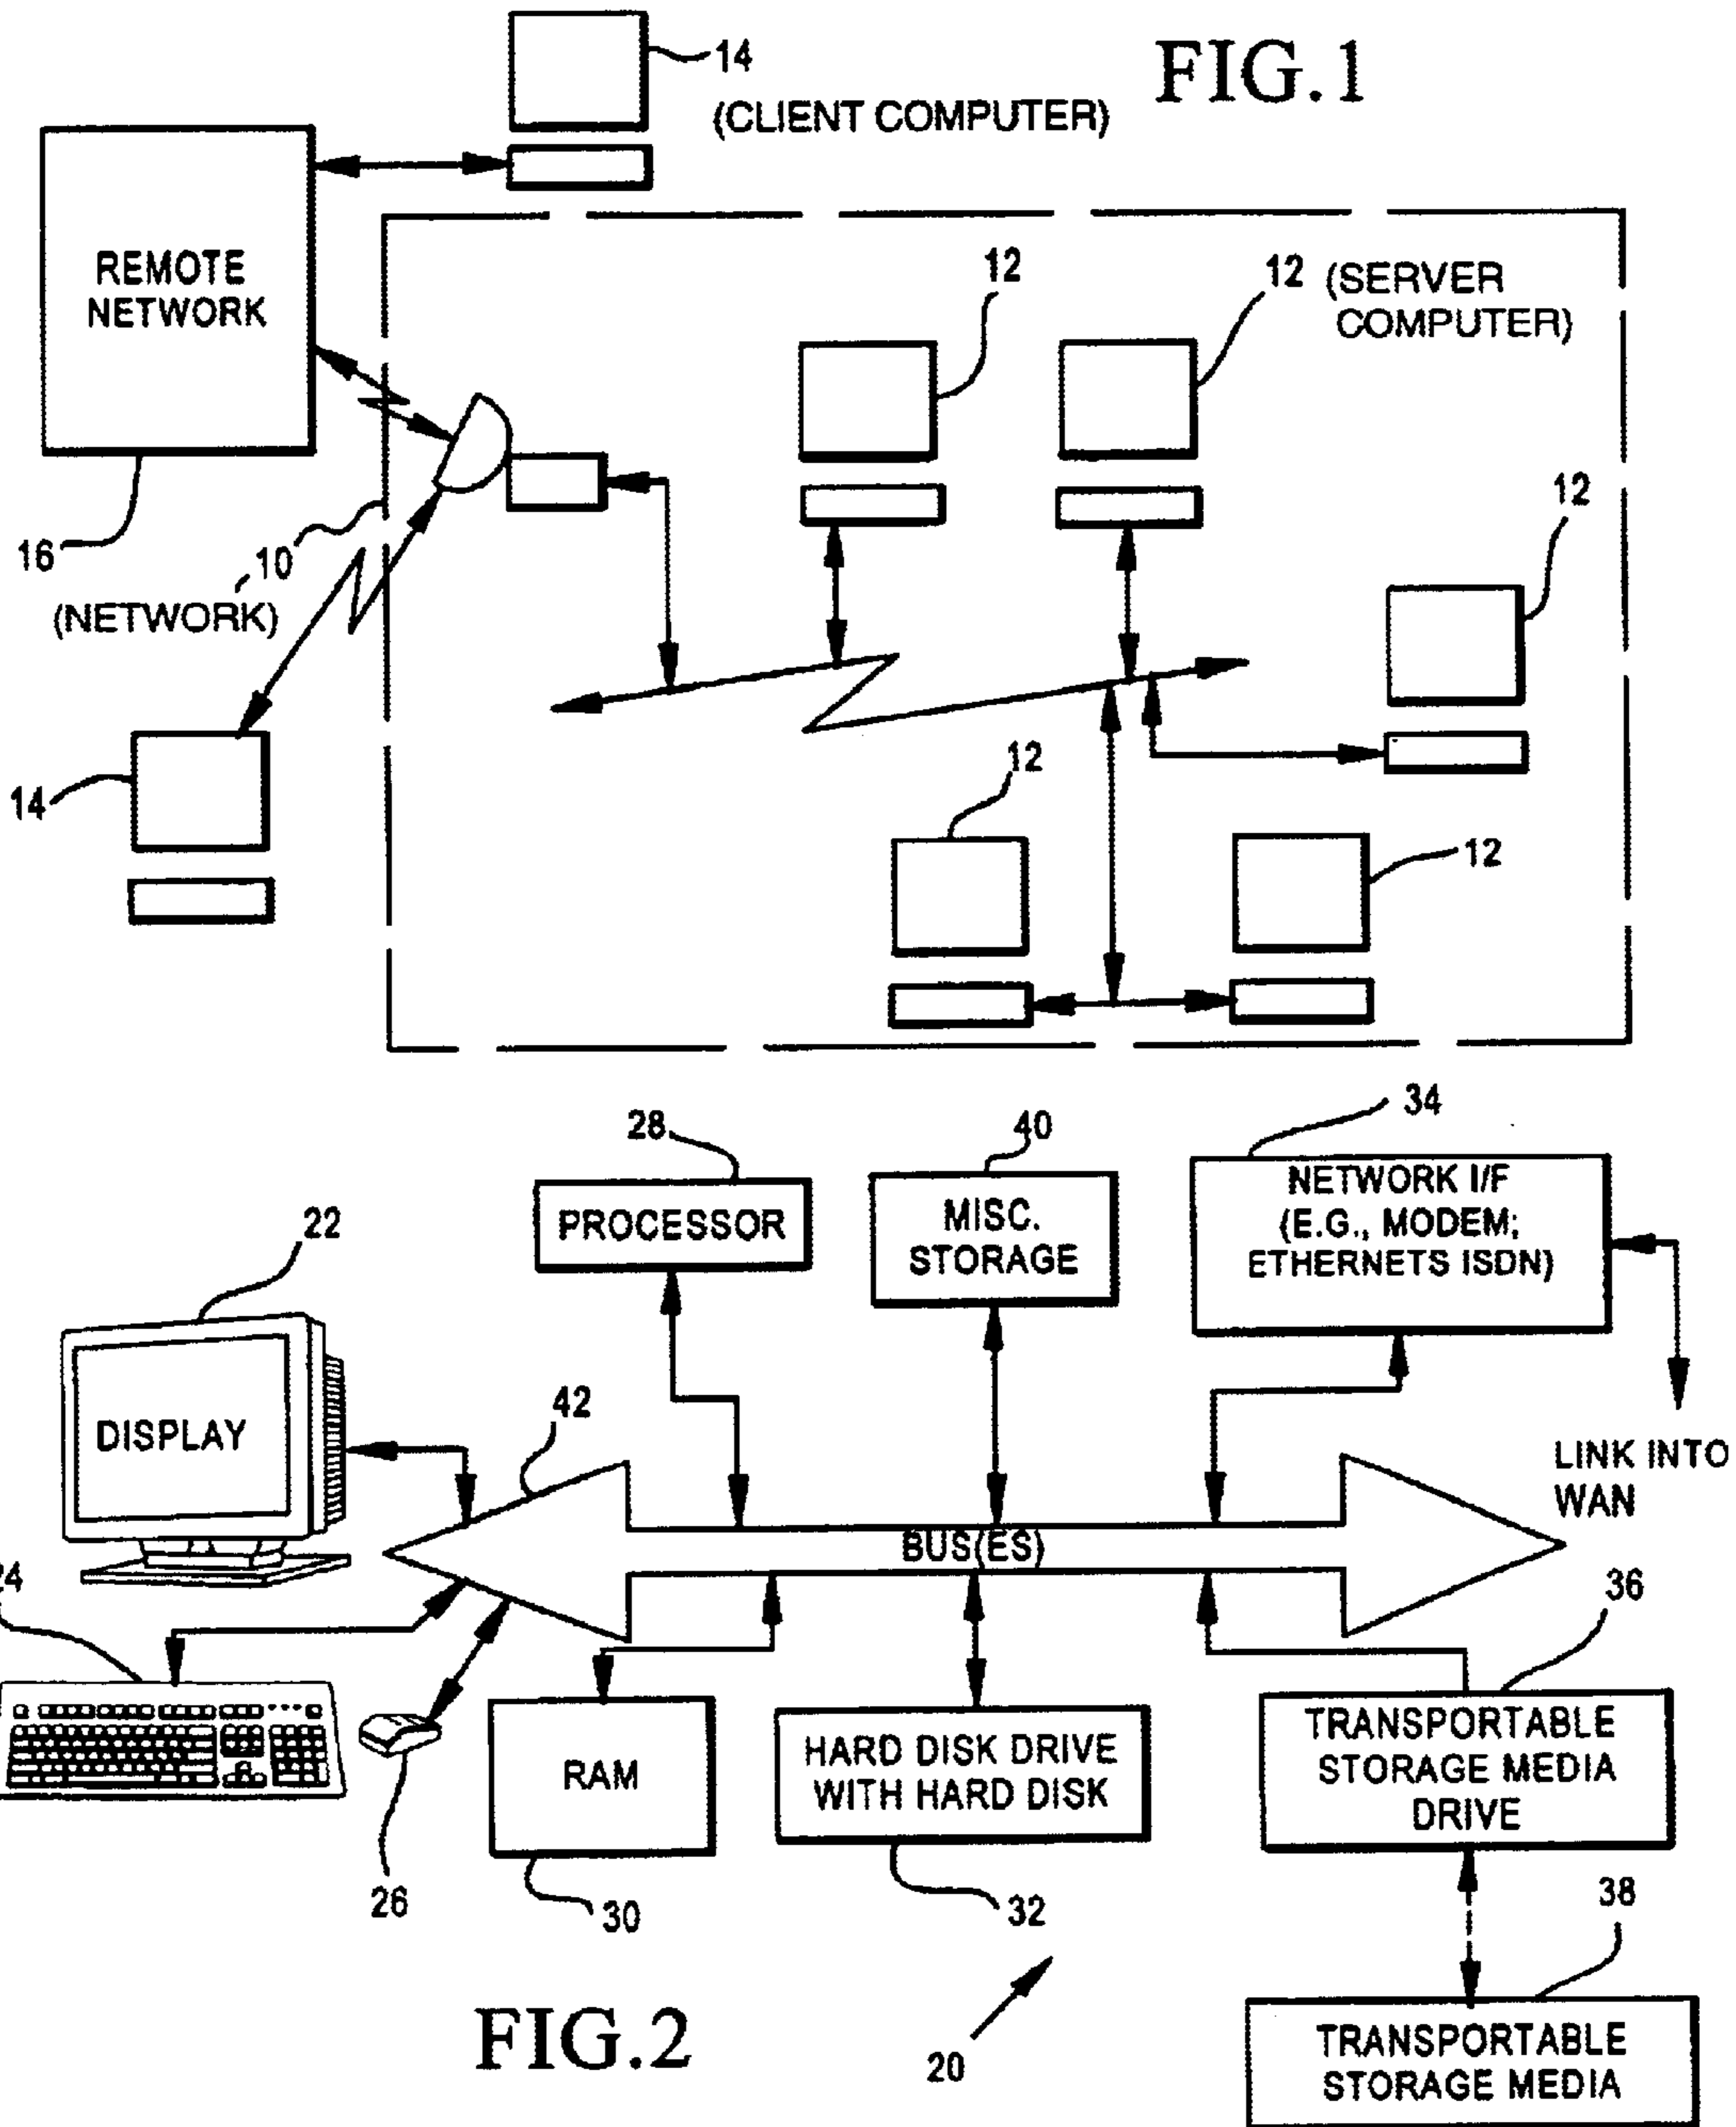 FIG.1
14
(CLIENT COMPUTER)
REMOTE
NETWORK
12
12
(SERVER
COMPUTER)
12
16
10
(NETWORK)
14
12
12
34
28
40
NETWORK I/F
(E.G., MODEM;
ETHERNETS ISDN)
PROCESSOR
MISC.
STORAGE
22
42
DISPLAY
LINK INTO
WAN
BUS(ES)
24
36
RAM
HARD DISK DRIVE
WITH HARD DISK
TRANSPORTABLE
STORAGE MEDIA
DRIVE
26
30
32
38
FIG.2
20
TRANSPORTABLE
STORAGE MEDIA